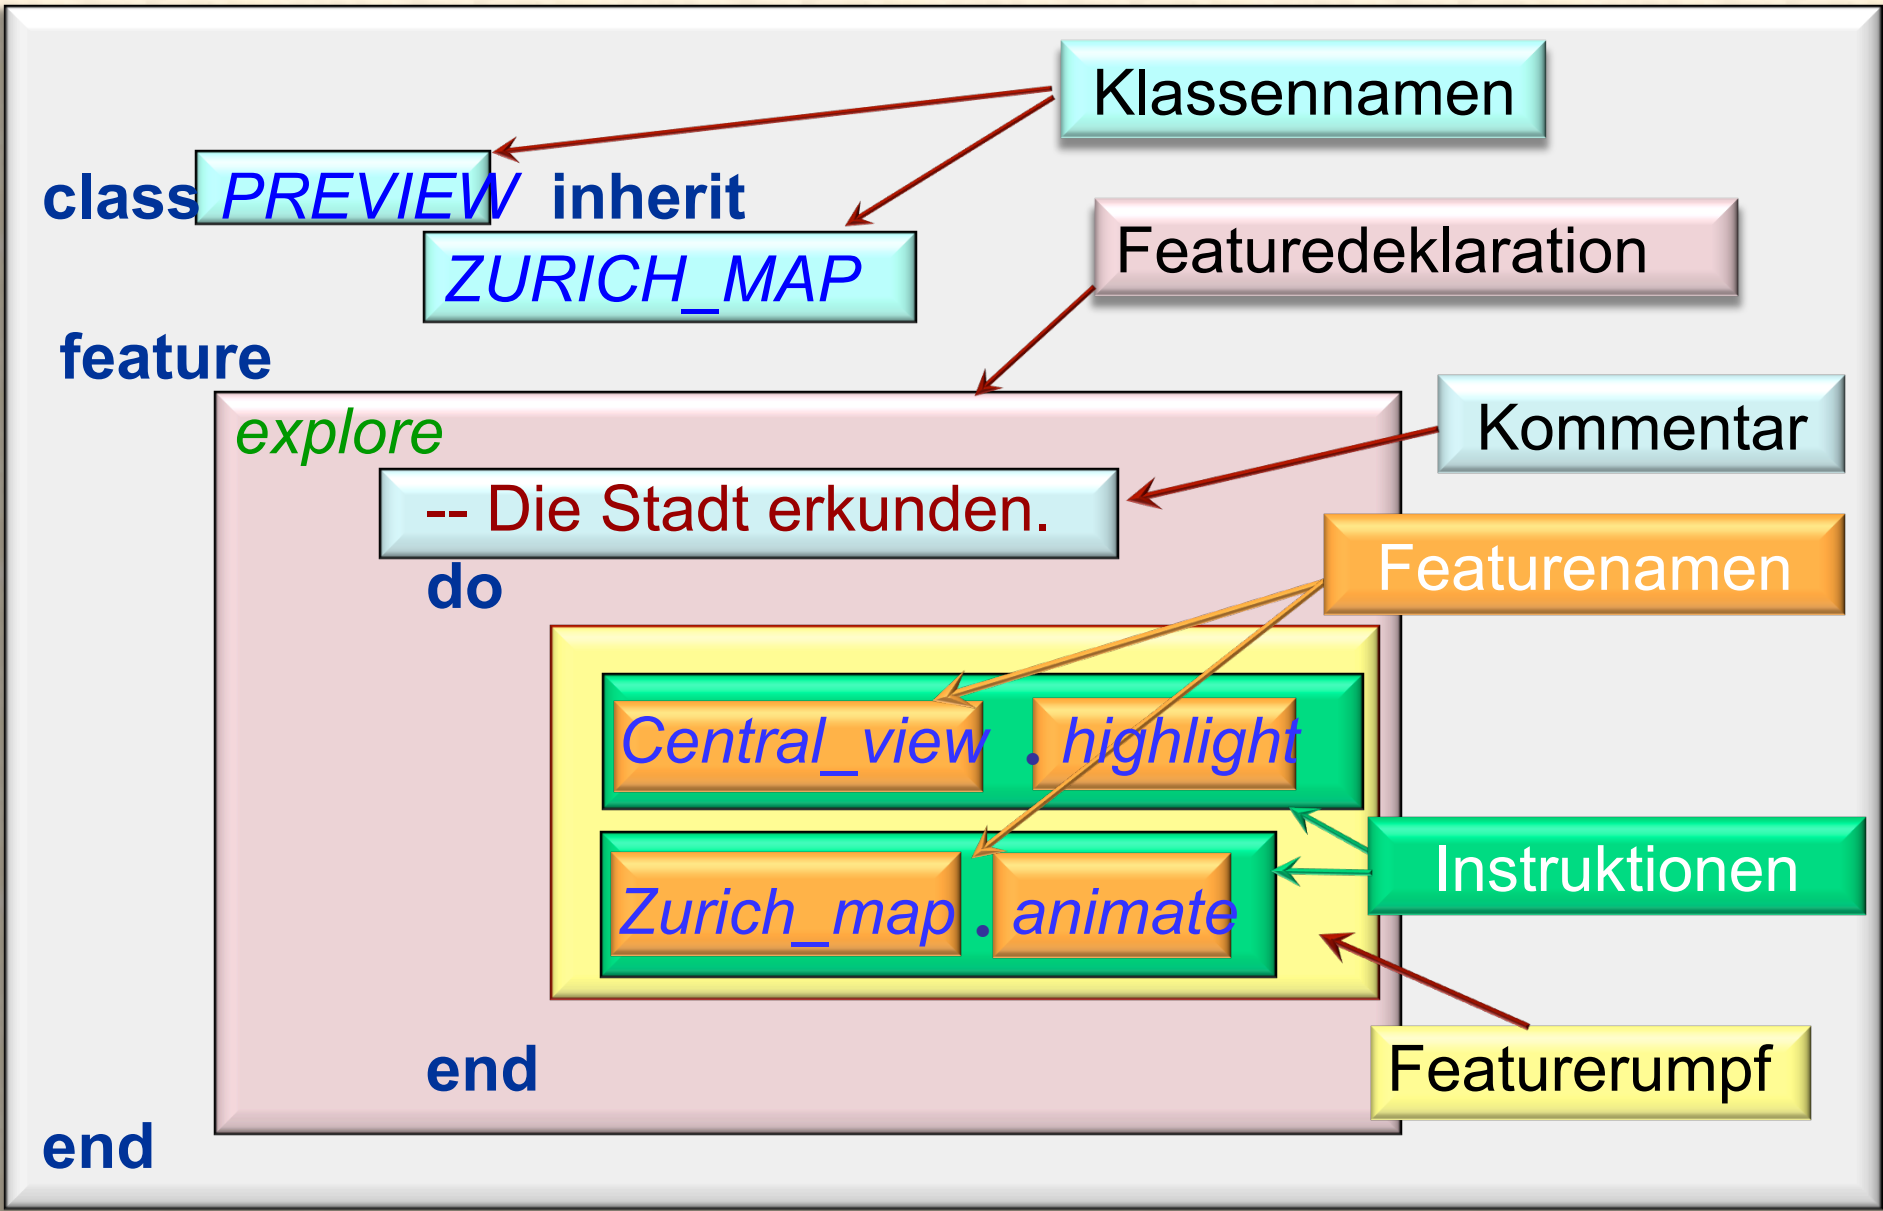 Klassennamen
class PREVIEW inherit
Featuredeklaration
ZURICH_MAP
feature
explore
Kommentar
-- Die Stadt erkunden.
Featurenamen
do
Central_view . highlight
Instruktionen
Zurich_map . animate
end
Featurerumpf
end